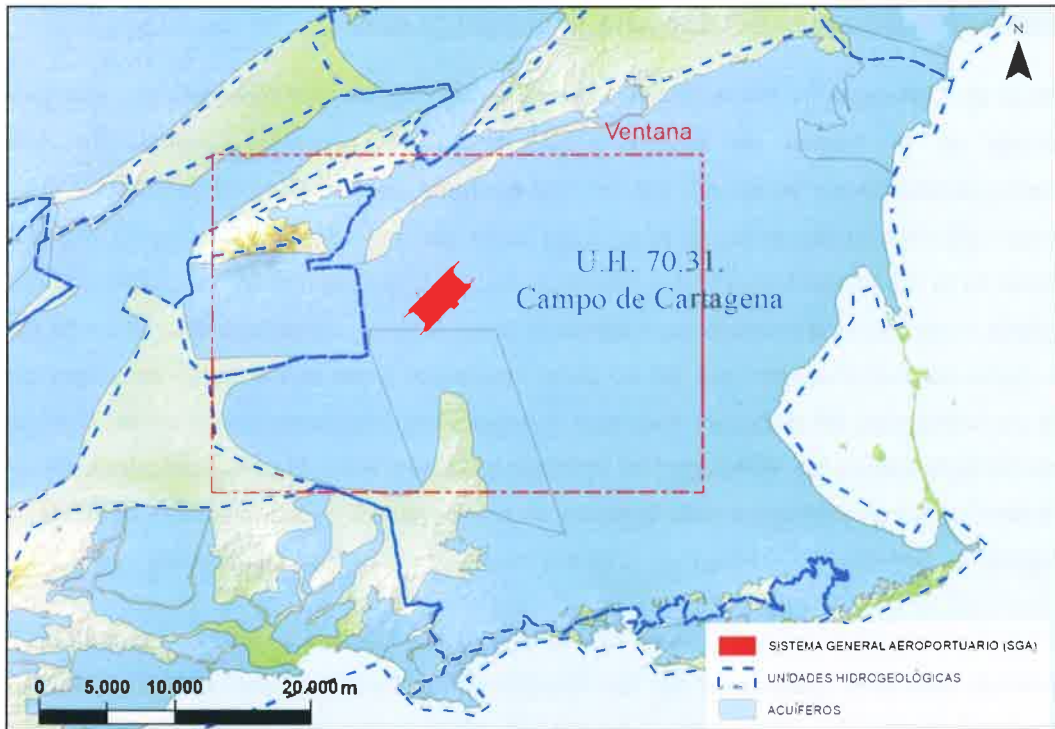 N
Ventana
U.H. 70.31.
Campo de Cartagena
SISTEMA GENERAL AEROPORTUARIO (SGA)
UNIDADES HIDROGEOLÓGICAS
ACUÍFEROS
0 5.000 10.000 20.000 m